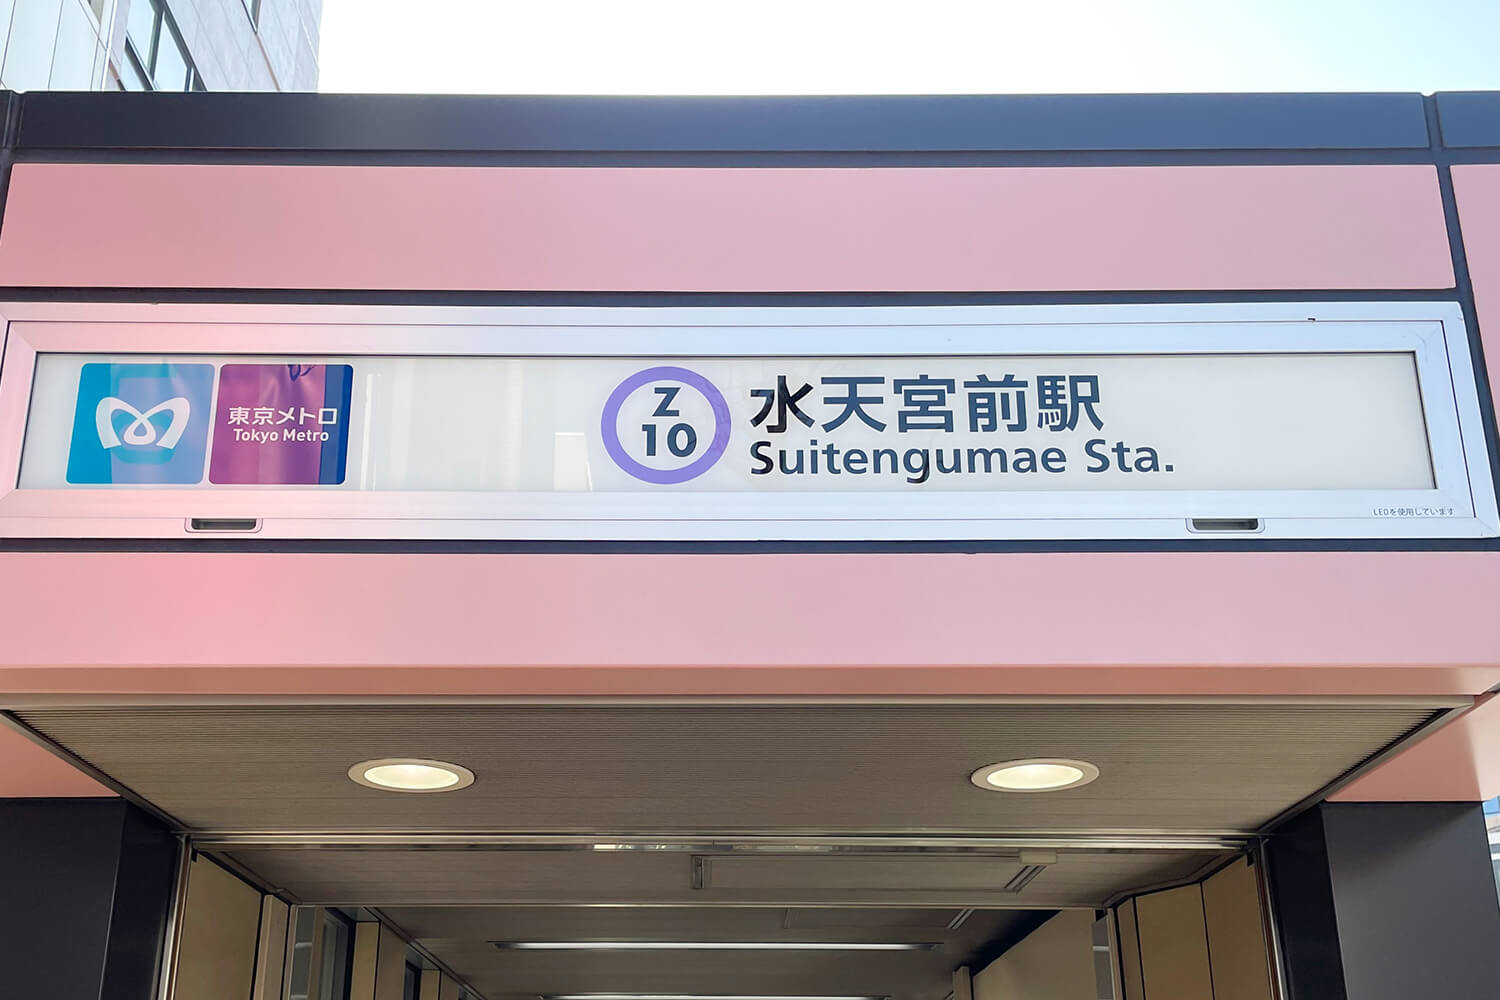 東京メトロ
Tokyo Metro
Z
10
水天宮前駅
Suitengumae Sta.
LEDを使用しています